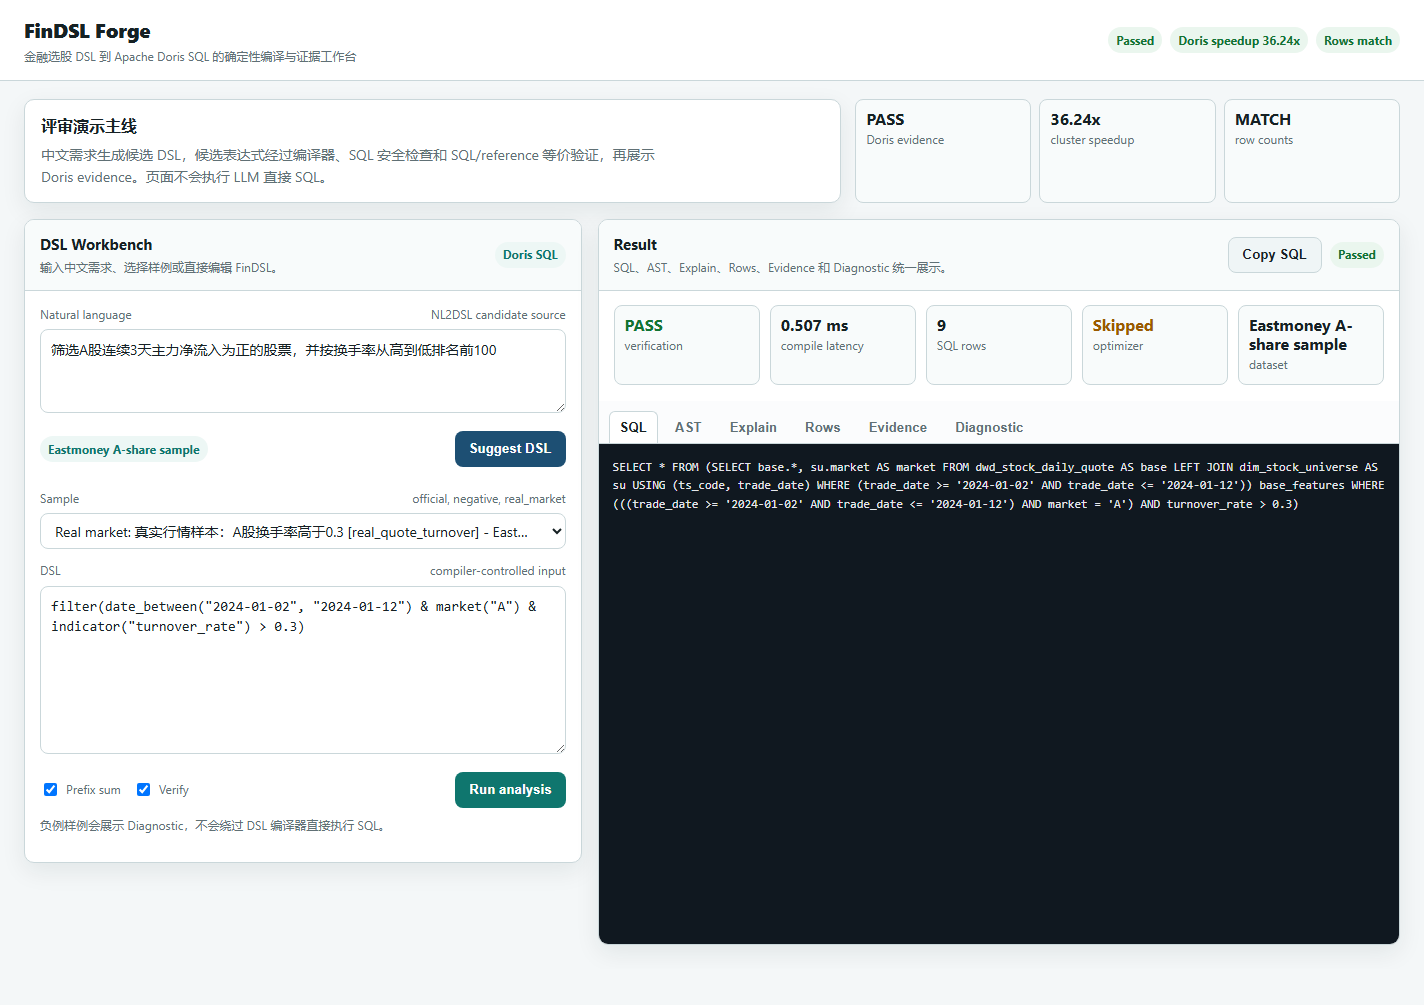 FinDSL Forge
金融选股 DSL 到 Apache Doris SQL 的确定性编译与证据工作台
Passed
Doris speedup 36.24x
Rows match
评审演示主线
中文需求生成候选 DSL，候选表达式经过编译器、SQL 安全检查和 SQL/reference 等价验证，再展示
Doris evidence。页面不会执行 LLM 直接 SQL。
PASS
Doris evidence
36.24x
cluster speedup
MATCH
row counts
DSL Workbench
输入中文需求、选择样例或直接编辑 FinDSL。
Doris SQL
Natural language
NL2DSL candidate source
筛选A股连续3天主力净流入为正的股票，并按换手率从高到低排名前100
Eastmoney A-share sample
Suggest DSL
Sample
official, negative, real_market
Real market: 真实行情样本：A股换手率高于0.3 [real_quote_turnover] - East...
DSL
compiler-controlled input
filter(date_between("2024-01-02", "2024-01-12") & market("A") &
indicator("turnover_rate") > 0.3)
Prefix sum
Verify
Run analysis
负例样例会展示 Diagnostic，不会绕过 DSL 编译器直接执行 SQL。
Result
SQL、AST、Explain、Rows、Evidence 和 Diagnostic 统一展示。
Copy SQL
Passed
PASS
verification
0.507 ms
compile latency
9
SQL rows
Skipped
optimizer
Eastmoney A-
share sample
dataset
SQL
AST
Explain
Rows
Evidence
Diagnostic
SELECT * FROM (SELECT base.*, su.market AS market FROM dwd_stock_daily_quote AS base LEFT JOIN dim_stock_universe AS
su USING (ts_code, trade_date) WHERE (trade_date >= '2024-01-02' AND trade_date <= '2024-01-12')) base_features WHERE
(((trade_date >= '2024-01-02' AND trade_date <= '2024-01-12') AND market = 'A') AND turnover_rate > 0.3)